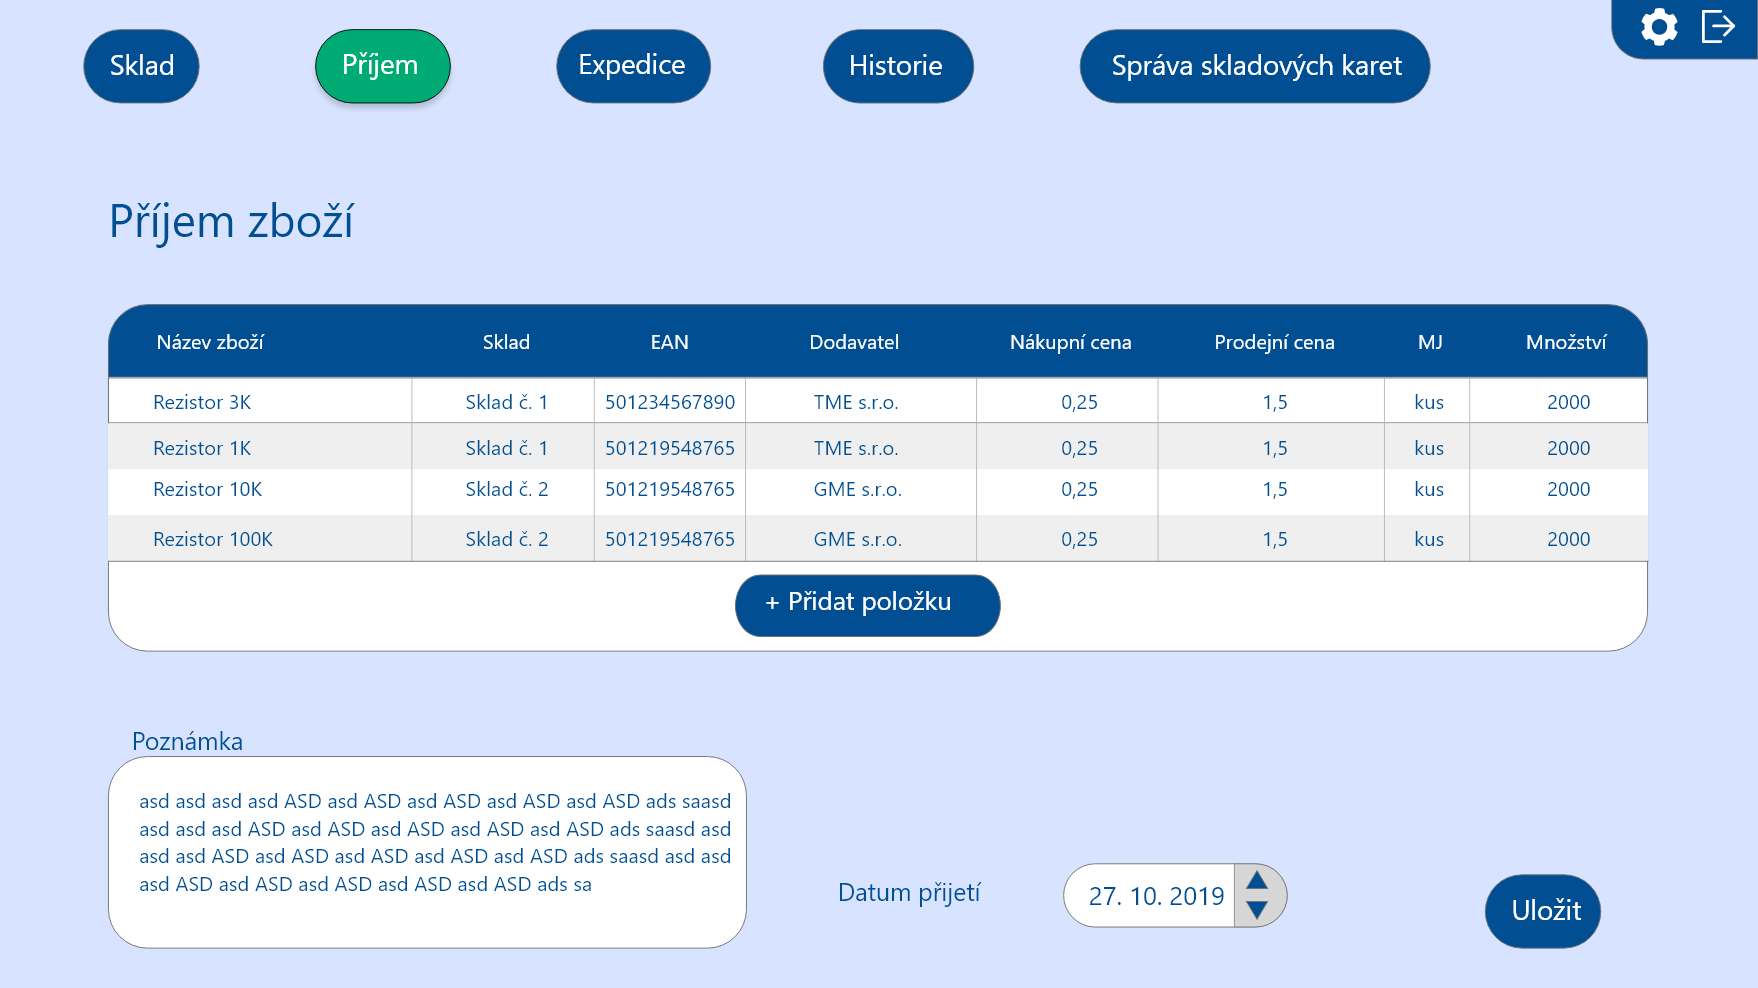 Sklad Příjem Expedice Historie Správa skladových karet
Příjem zboží
Název zboží Sklad EAN Dodavatel Nákupní cena Prodejní cena MJ Množství
Rezistor 3K Sklad č. 1 501234567890 TME s.r.o. 0,25 1,5 kus 2000
Rezistor 1K Sklad č. 1 501219548765 TME s.r.o. 0,25 1,5 kus 2000
Rezistor 10K Sklad č. 2 501219548765 GME s.r.o. 0,25 1,5 kus 2000
Rezistor 100K Sklad č. 2 501219548765 GME s.r.o. 0,25 1,5 kus 2000
+ Přidat položku
Poznámka
asd asd asd asd ASD asd ASD asd ASD asd ASD asd ASD ads saasd
asd asd asd ASD asd ASD asd ASD asd ASD asd ASD ads saasd asd
asd asd ASD asd ASD asd ASD asd ASD asd ASD ads saasd asd asd
asd ASD asd ASD asd ASD asd ASD asd ASD ads sa
Datum přijetí 27. 10. 2019
Uložit